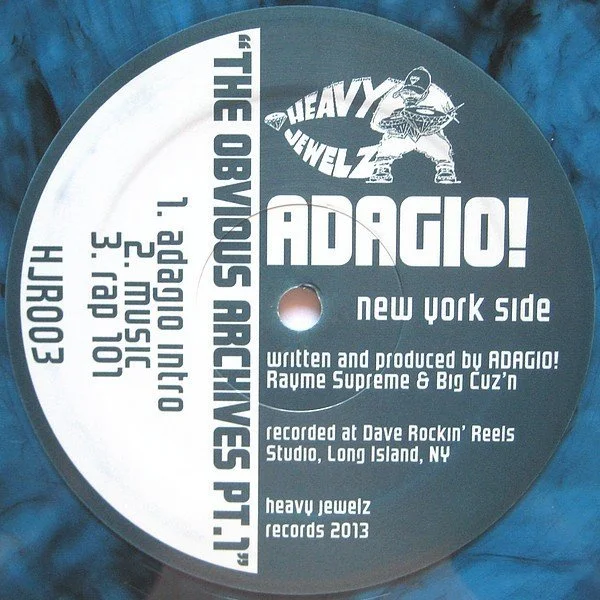 HEAVY
JEWELZ
ADAGIO!
new york side
written and produced by ADAGIO!
Rayme Supreme & Big Cuz'n
recorded at Dave Rockin' Reels
Studio, Long Island, NY
heavy jewelz
records 2013
"THE OBVIOUS ARCHIVES PT.1"
1. adagio intro
2. music
3. rap 101
HJR003